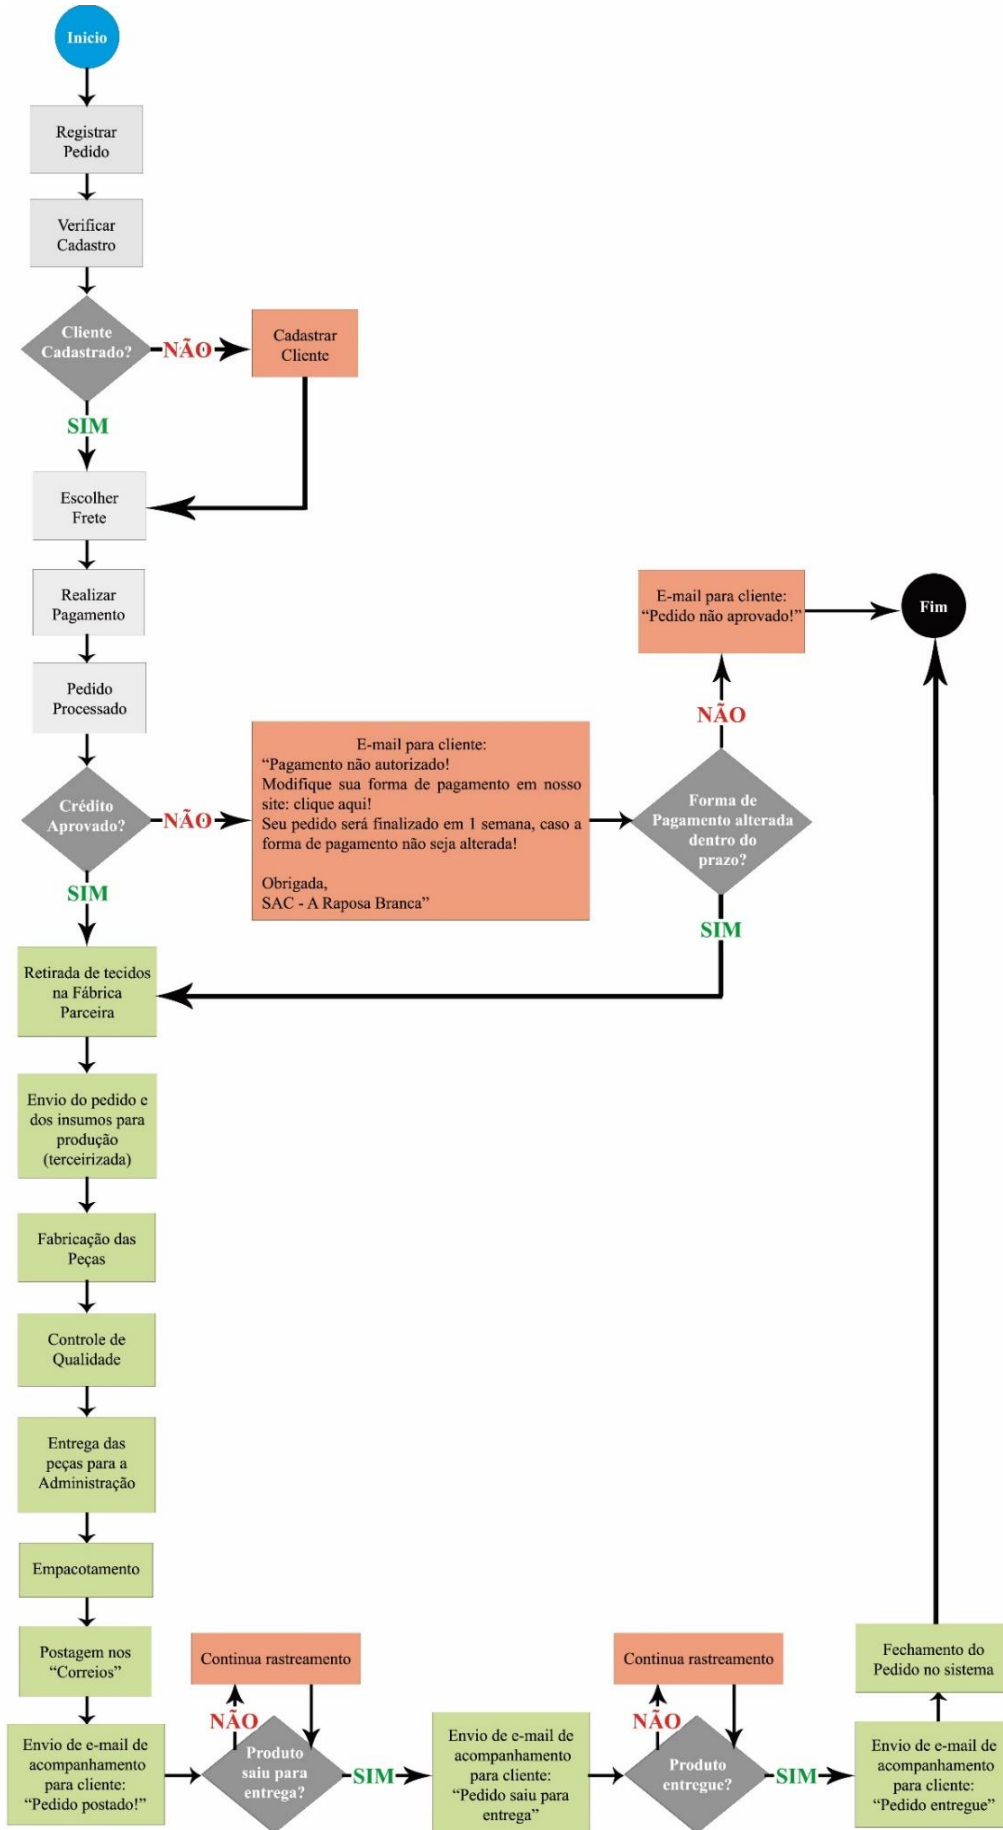 Inicio
Registrar
Pedido
Verificar
Cadastro
Cliente
Cadastrado?
NÃO
Cadastrar
Cliente
SIM
Escolher
Frete
Realizar
Pagamento
Pedido
Processado
Crédito
Aprovado?
NÃO
E-mail para cliente:
“Pagamento não autorizado!
Modifique sua forma de pagamento em nosso
site: clique aqui!
Seu pedido será finalizado em 1 semana, caso a
forma de pagamento não seja alterada!
Obrigada,
SAC - A Raposa Branca”
Forma de
Pagamento alterada
dentro do
prazo?
NÃO
E-mail para cliente:
“Pedido não aprovado!”
Fim
SIM
SIM
Retirada de tecidos
na Fábrica
Parceira
Envio do pedido e
dos insumos para
produção
(terceirizada)
Fabricação das
Peças
Controle de
Qualidade
Entrega das
peças para a
Administração
Empacotamento
Postagem nos
“Correios”
Envio de e-mail de
acompanhamento
para cliente:
“Pedido postado!”
Produto
saiu para
entrega?
NÃO
Continua rastreamento
SIM
Envio de e-mail de
acompanhamento
para cliente:
“Pedido saiu para
entrega”
Produto
entregue?
NÃO
Continua rastreamento
SIM
Envio de e-mail de
acompanhamento
para cliente:
“Pedido entregue”
Fechamento do
Pedido no sistema